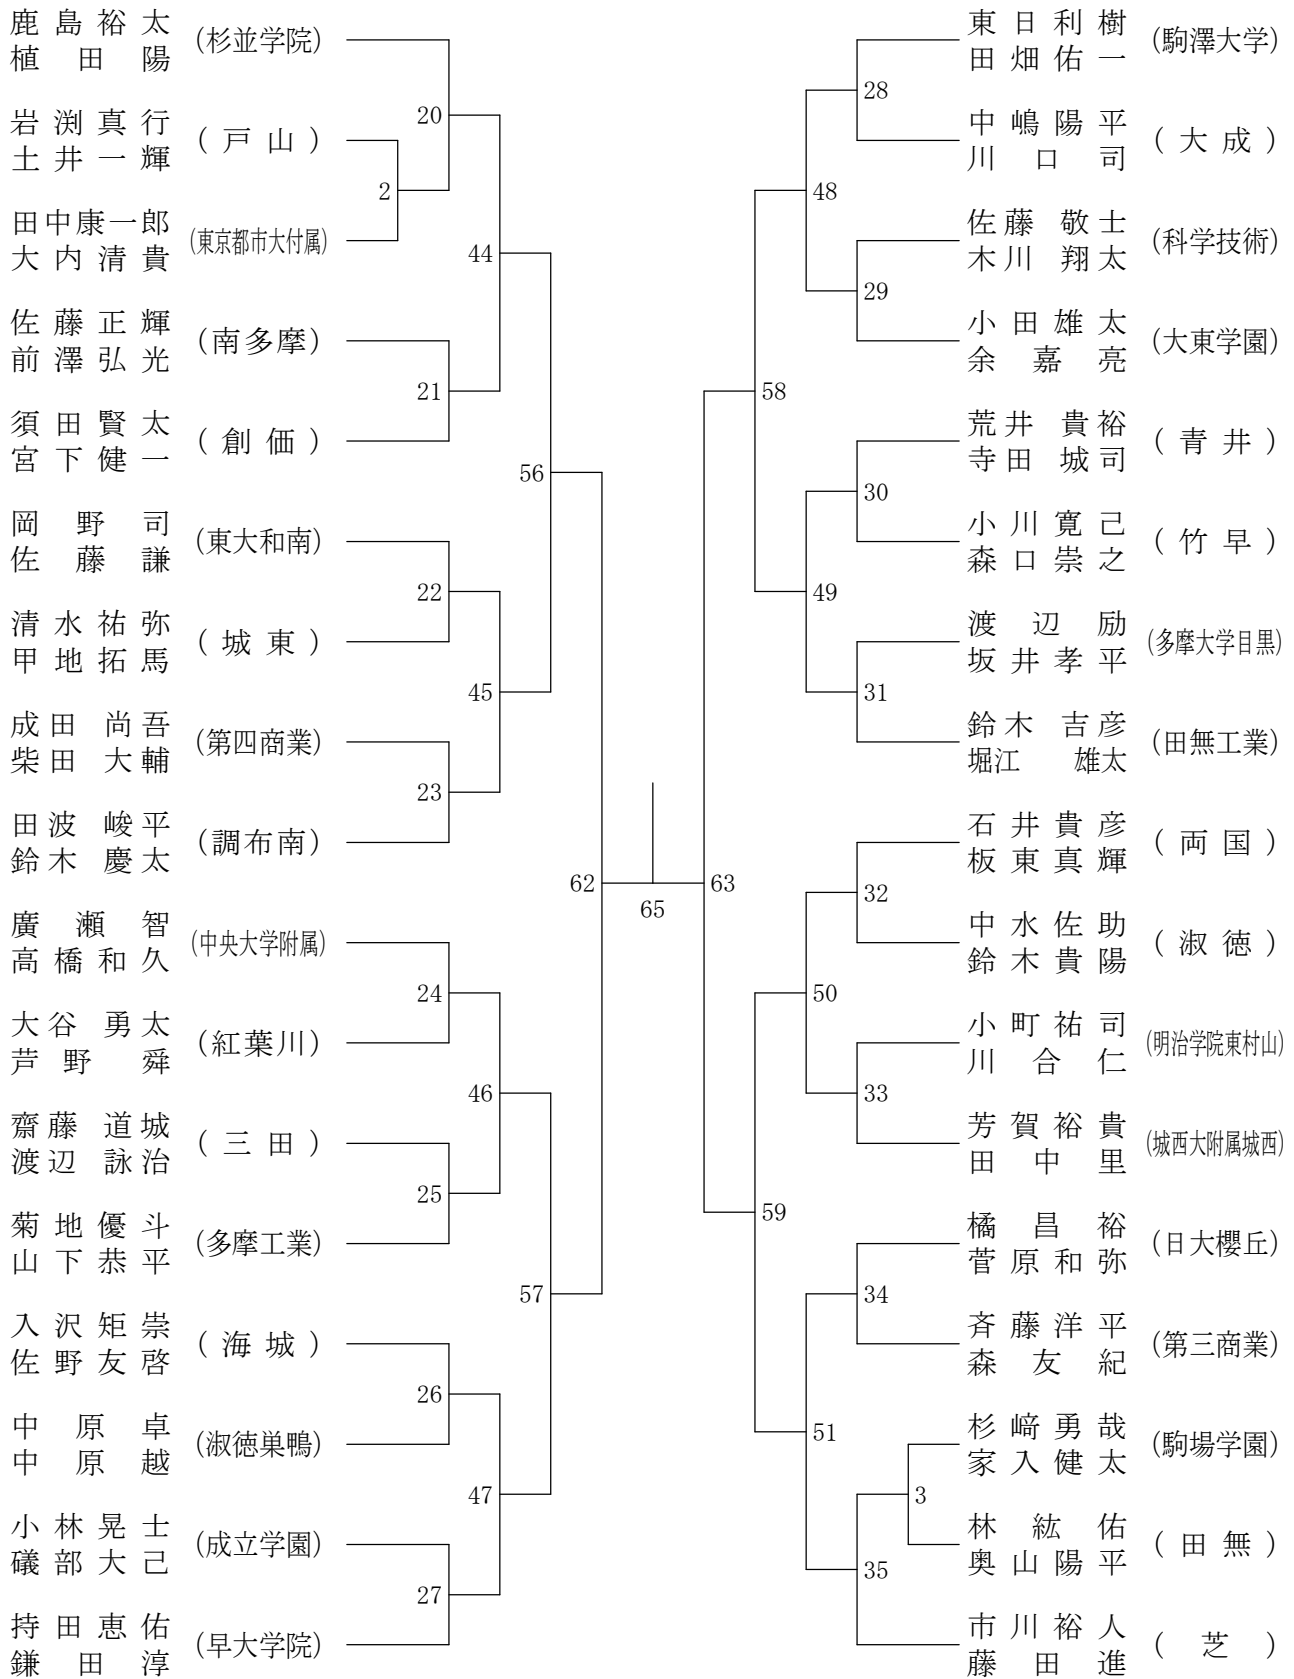 鹿島裕太
植田陽
(杉並学院)
岩渕真行
土井一輝
(戸山)
田中康一郎
大内清貴
(東京都市大付属)
佐藤正輝
前澤弘光
(南多摩)
須田賢太
宮下健一
(創価)
岡野司
佐藤謙
(東大和南)
清水祐弥
甲地拓馬
(城東)
成田尚吾
柴田大輔
(第四商業)
田波峻平
鈴木慶太
(調布南)
廣瀬智
高橋和久
(中央大学附属)
大谷勇太
芦野舜
(紅葉川)
齋藤道城
渡辺詠治
(三田)
菊地優斗
山下恭平
(多摩工業)
入沢矩崇
佐野友啓
(海城)
中原卓
中原越
(淑徳巣鴨)
小林晃士
礒部大己
(成立学園)
持田恵佑
鎌田淳
(早大学院)
2
20
21
22
23
24
25
26
27
44
45
46
47
56
57
62
65
63
58
59
48
49
50
51
28
29
30
31
32
33
34
35
3
東日利樹
田畑佑一
(駒澤大学)
中嶋陽平
川口司
(大成)
佐藤敬士
木川翔太
(科学技術)
小田雄太
余嘉亮
(大東学園)
荒井貴裕
寺田城司
(青井)
小川寛己
森口崇之
(竹早)
渡辺励
坂井孝平
(多摩大学目黒)
鈴木吉彦
堀江雄太
(田無工業)
石井貴彦
板東真輝
(両国)
中水佐助
鈴木貴陽
(淑徳)
小町祐司
川合仁
(明治学院東村山)
芳賀裕貴
田中里
(城西大附属城西)
橘昌裕
菅原和弥
(日大櫻丘)
斉藤洋平
森友紀
(第三商業)
杉﨑勇哉
家入健太
(駒場学園)
林紘佑
奥山陽平
(田無)
市川裕人
藤田進
(芝)